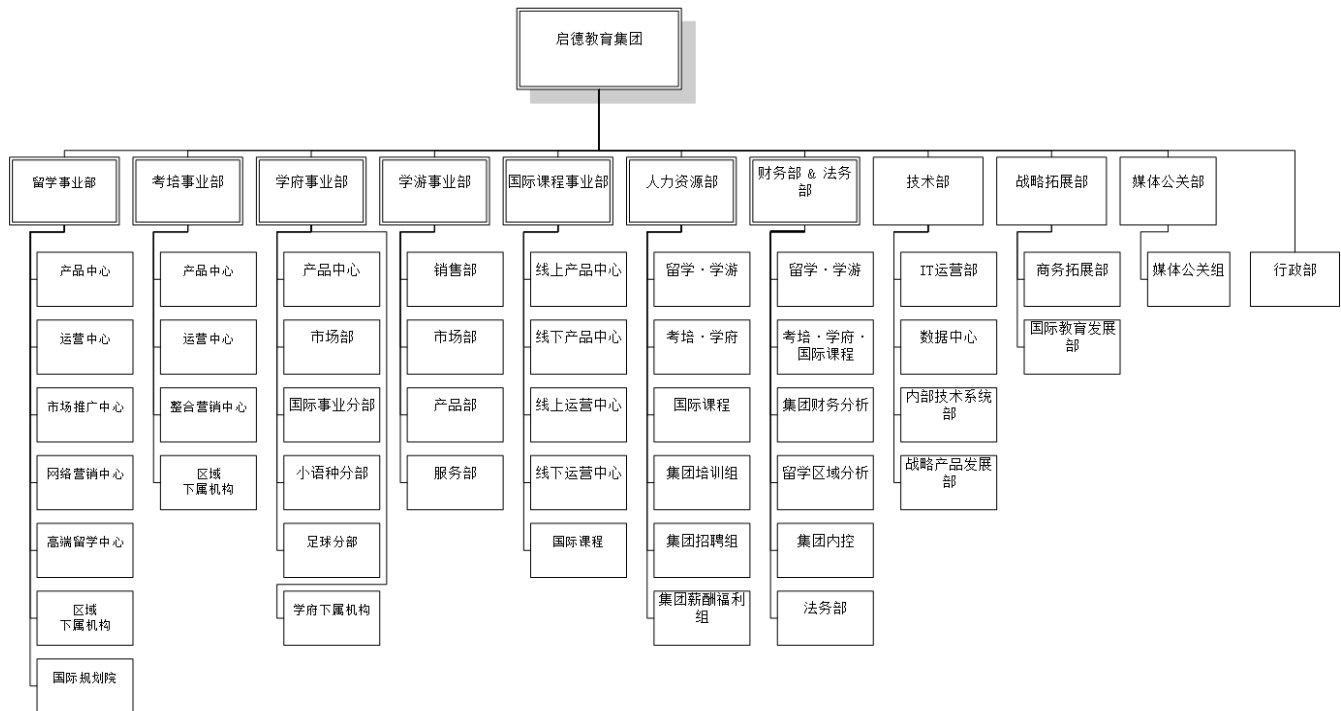 启德教育集团
留学事业部
考培事业部
学府事业部
学游事业部
国际课程事业部
人力资源部
财务部 & 法务
部
技术部
战略拓展部
媒体公关部
产品中心
产品中心
产品中心
销售部
线上产品中心
留学·学游
留学·学游
IT运营部
商务拓展部
媒体公关组
行政部
运营中心
运营中心
市场部
市场部
线下产品中心
考培·学府
考培·学府·
国际课程
数据中心
国际教育发展
部
市场推广中心
整合营销中心
国际事业分部
产品部
线上运营中心
国际课程
集团财务分析
内部技术系统
部
网络营销中心
区域
下属机构
小语种分部
服务部
线下运营中心
集团培训组
留学区域分析
战略产品发展
部
高端留学中心
足球分部
国际课程
集团招聘组
集团内控
区域
下属机构
学府下属机构
集团薪酬福利
组
法务部
国际规划院